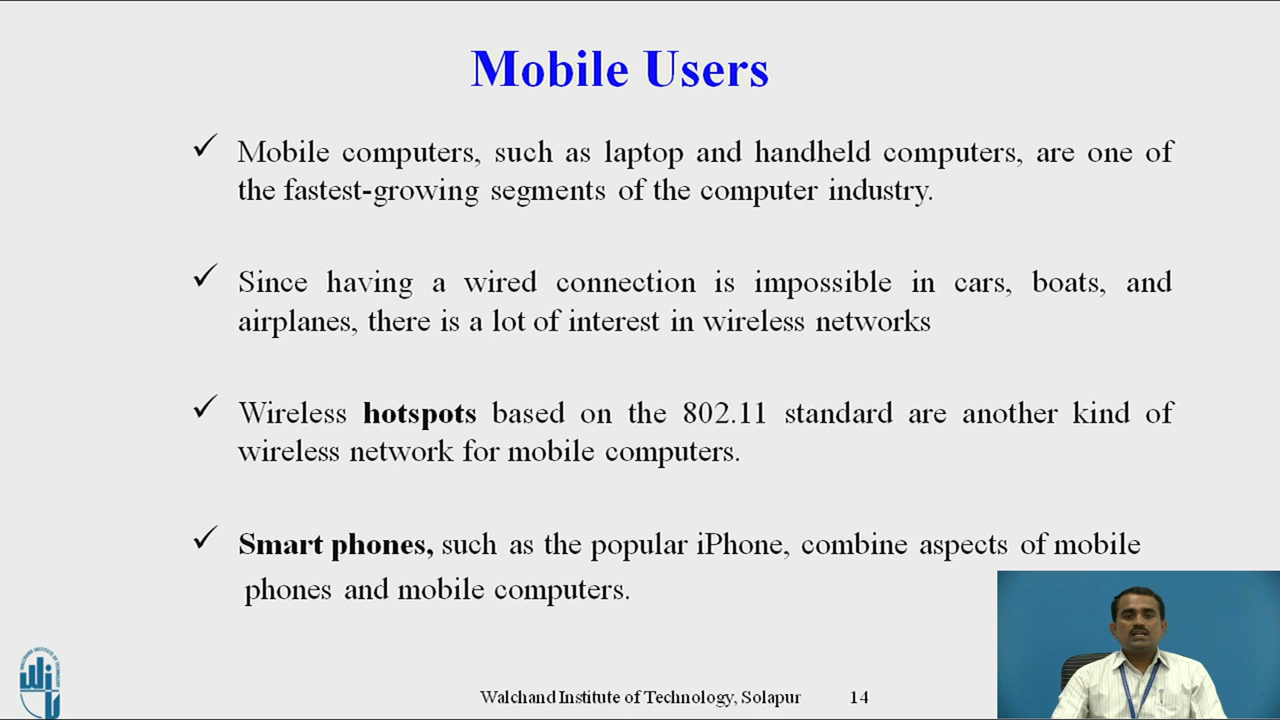 Mobile Users
✓ Mobile computers, such as laptop and handheld computers, are one of
the fastest-growing segments of the computer industry.
✓ Since having a wired connection is impossible in cars, boats, and
airplanes, there is a lot of interest in wireless networks
✓ Wireless hotspots based on the 802.11 standard are another kind of
wireless network for mobile computers.
✓ Smart phones, such as the popular iPhone, combine aspects of mobile
phones and mobile computers.
WALCHAND INSTITUTE OF TECHNOLOGY
Walchand Institute of Technology, Solapur 14